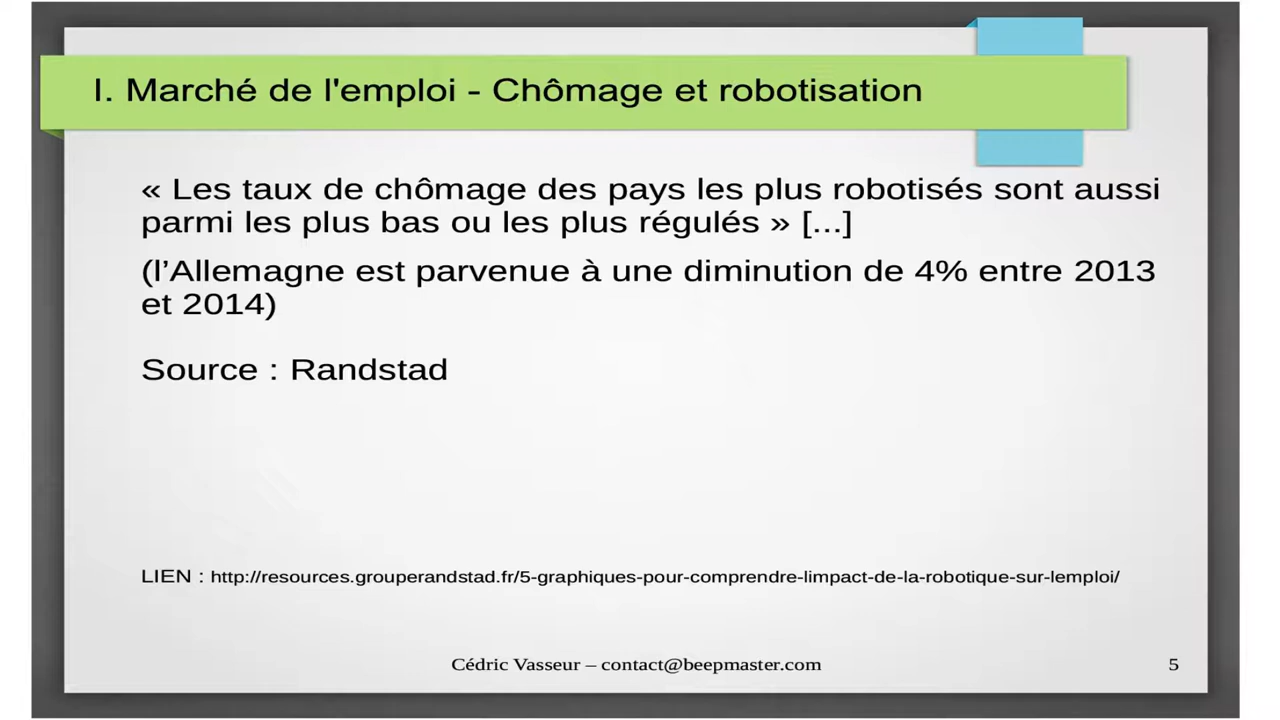 I. Marché de l'emploi - Chômage et robotisation
« Les taux de chômage des pays les plus robotisés sont aussi
parmi les plus bas ou les plus régulés » [...]
(l’Allemagne est parvenue à une diminution de 4% entre 2013
et 2014)
Source : Randstad
LIEN : http://resources.grouperandstad.fr/5-graphiques-pour-comprendre-limpact-de-la-robotique-sur-lemploi/
Cédric Vasseur – contact@beepmaster.com
5